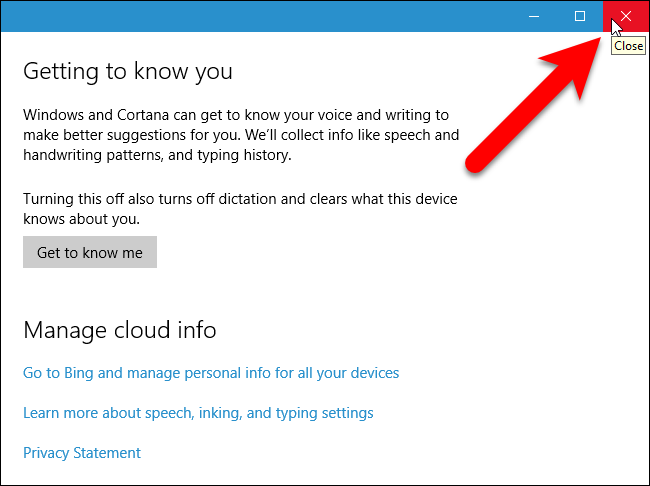 Close
Getting to know you
Windows and Cortana can get to know your voice and writing to
make better suggestions for you. We’ll collect info like speech and
handwriting patterns, and typing history.
Turning this off also turns off dictation and clears what this device
knows about you.
Get to know me
Manage cloud info
Go to Bing and manage personal info for all your devices
Learn more about speech, inking, and typing settings
Privacy Statement